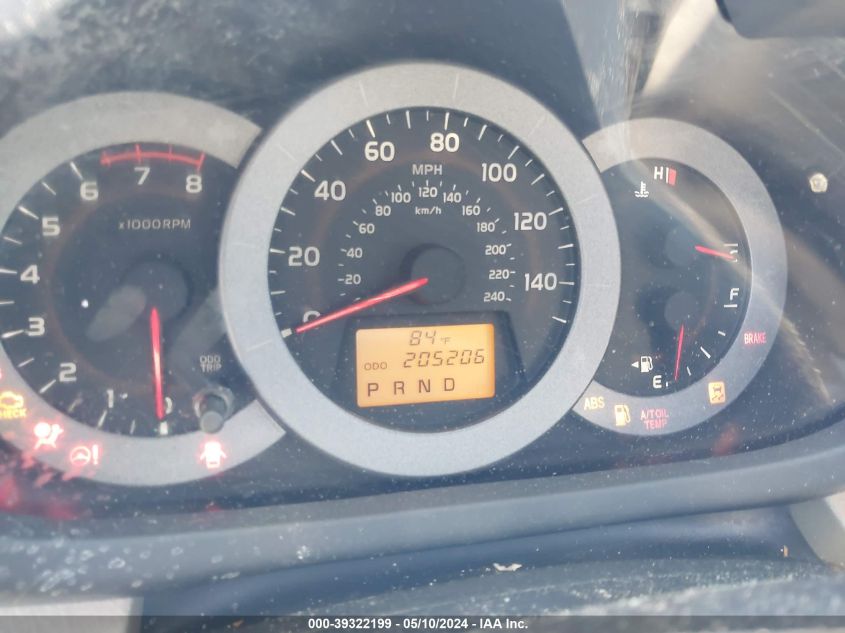 x1000RPM
0
1
2
3
4
5
6
7
8
ODO
TRIP
CHECK
!
MPH
0
20
40
60
80
100
120
140
km/h
20
40
60
80
100
120
140
160
180
200
220
240
84°F
ODO 205206
P R N D
H
C
F
E
ABS
A/T OIL
TEMP
BRAKE
000-39322199 - 05/10/2024 - IAA Inc.